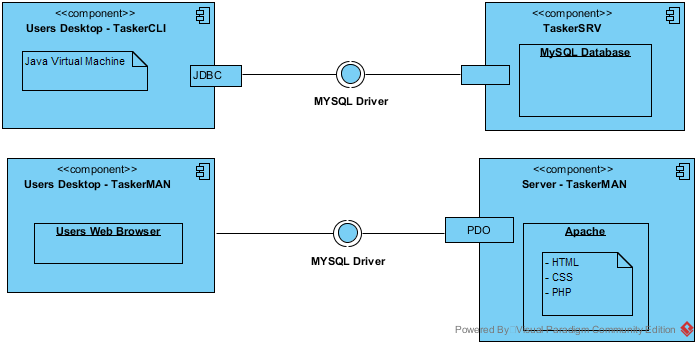 <<component>>
Users Desktop - TaskerCLI
Java Virtual Machine
JDBC
MYSQL Driver
<<component>>
TaskerSRV
MySQL Database
<<component>>
Users Desktop - TaskerMAN
Users Web Browser
MYSQL Driver
<<component>>
Server - TaskerMAN
PDO
Apache
- HTML
- CSS
- PHP
Powered By Visual Paradigm Community Edition